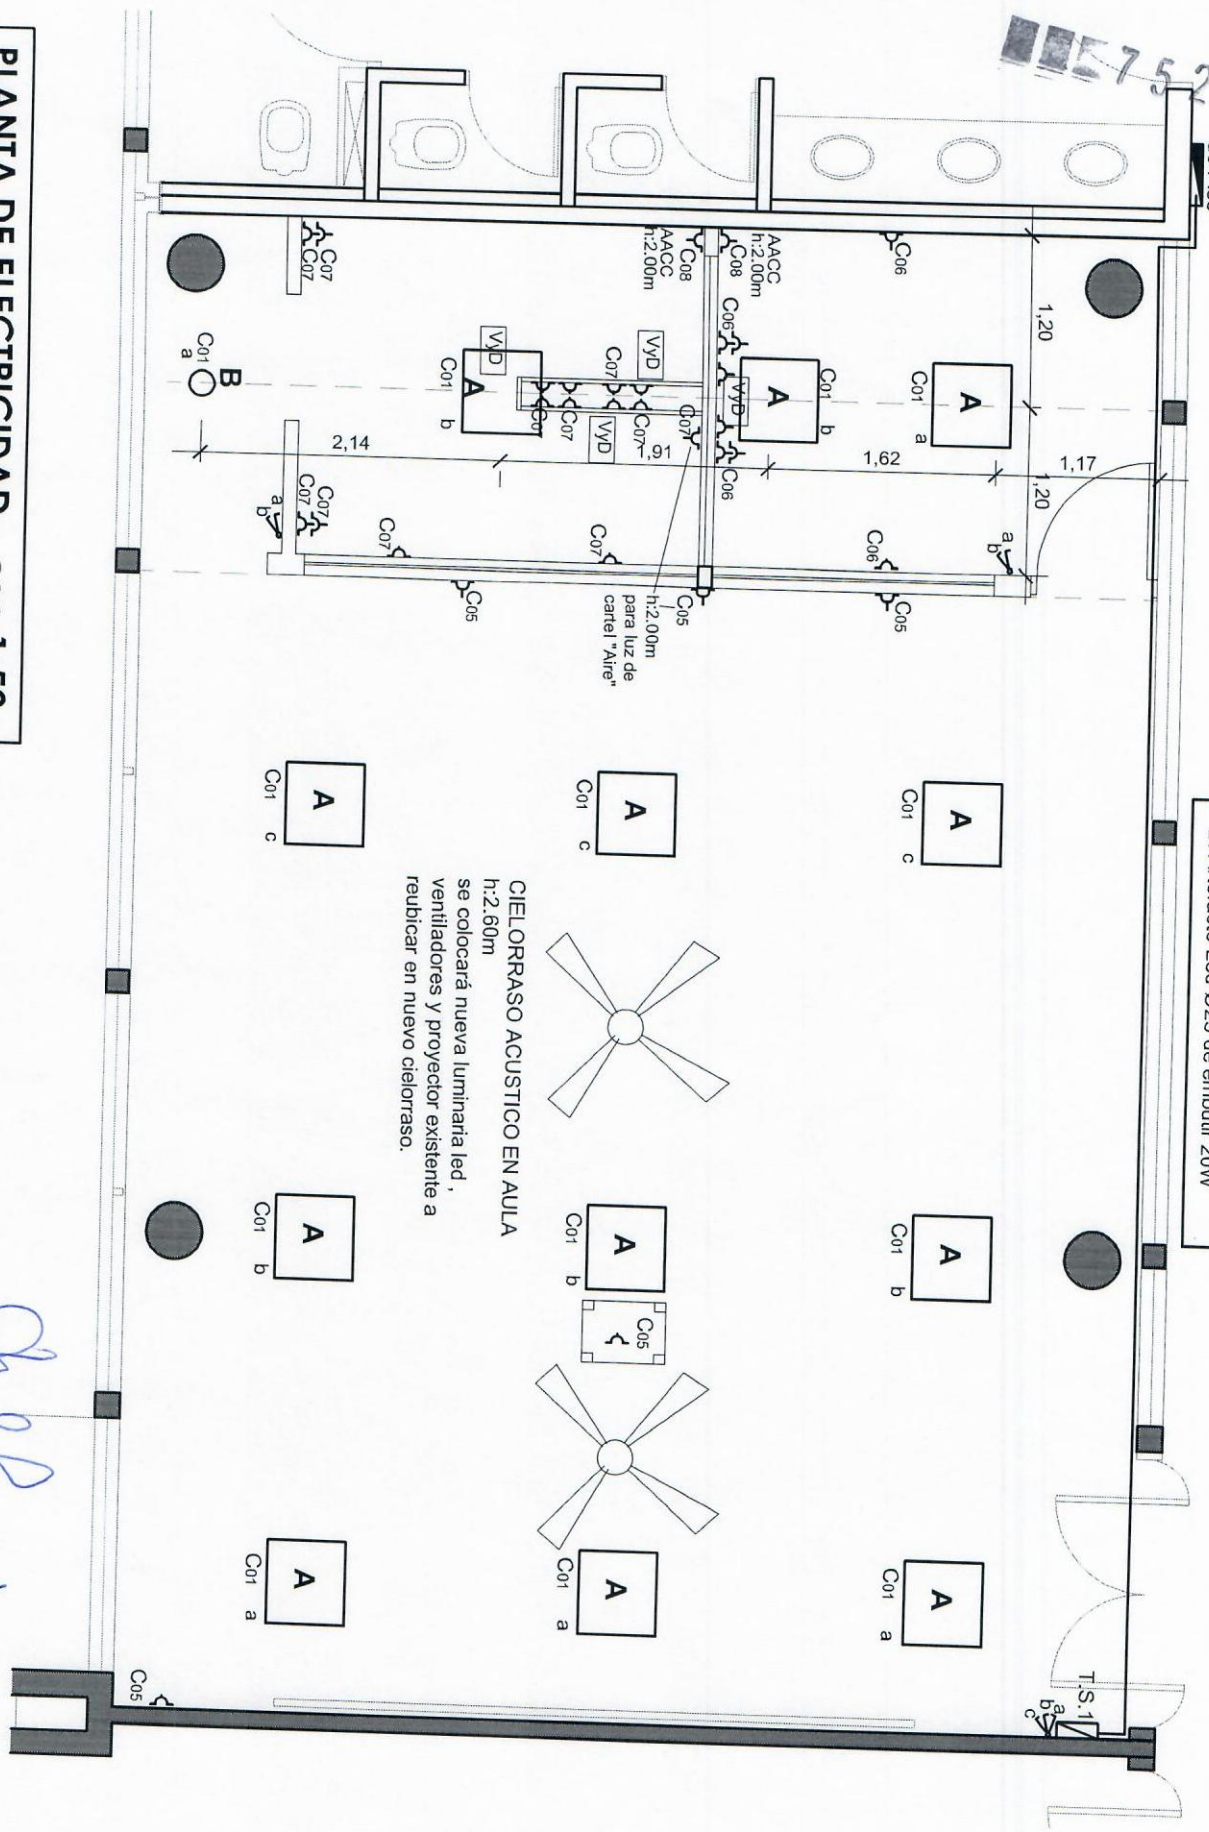 752
1,20
1,20
1,17
1,62
1,91
2,14
C06
AACC
h:2.00m
C08
C08
AACC
h:2.00m
C07
C07
C06
VyD
C06
A
C01
a
A
C01
b
VyD
C07
C07
C07
C07
C07
VyD
VyD
A
C01
b
B
C01
a
a
b
C07
C07
a
b
C06
C05
C07
C07
C05
C05
h:2.00m
para luz de
cartel "Aire"
A
C01 c
A
C01 c
A
C01 c
CIELORRASO ACUSTICO EN AULA
h:2.60m
se colocará nueva luminaria led ,
ventiladores y proyector existente a
reubicar en nuevo cielorraso.
A
C01 b
A
C01 b
A
C01 b
C05
A
C01 a
A
C01 a
A
C01 a
T.S.1
a
b
c
C05
de embutir 20W
PLANTA DE ELECTRICIDAD